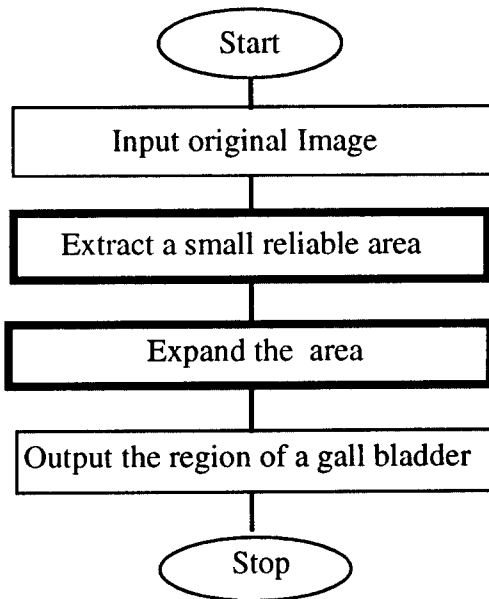 Start
Input original Image
Extract a small reliable area
Expand the area
Output the region of a gall bladder
Stop